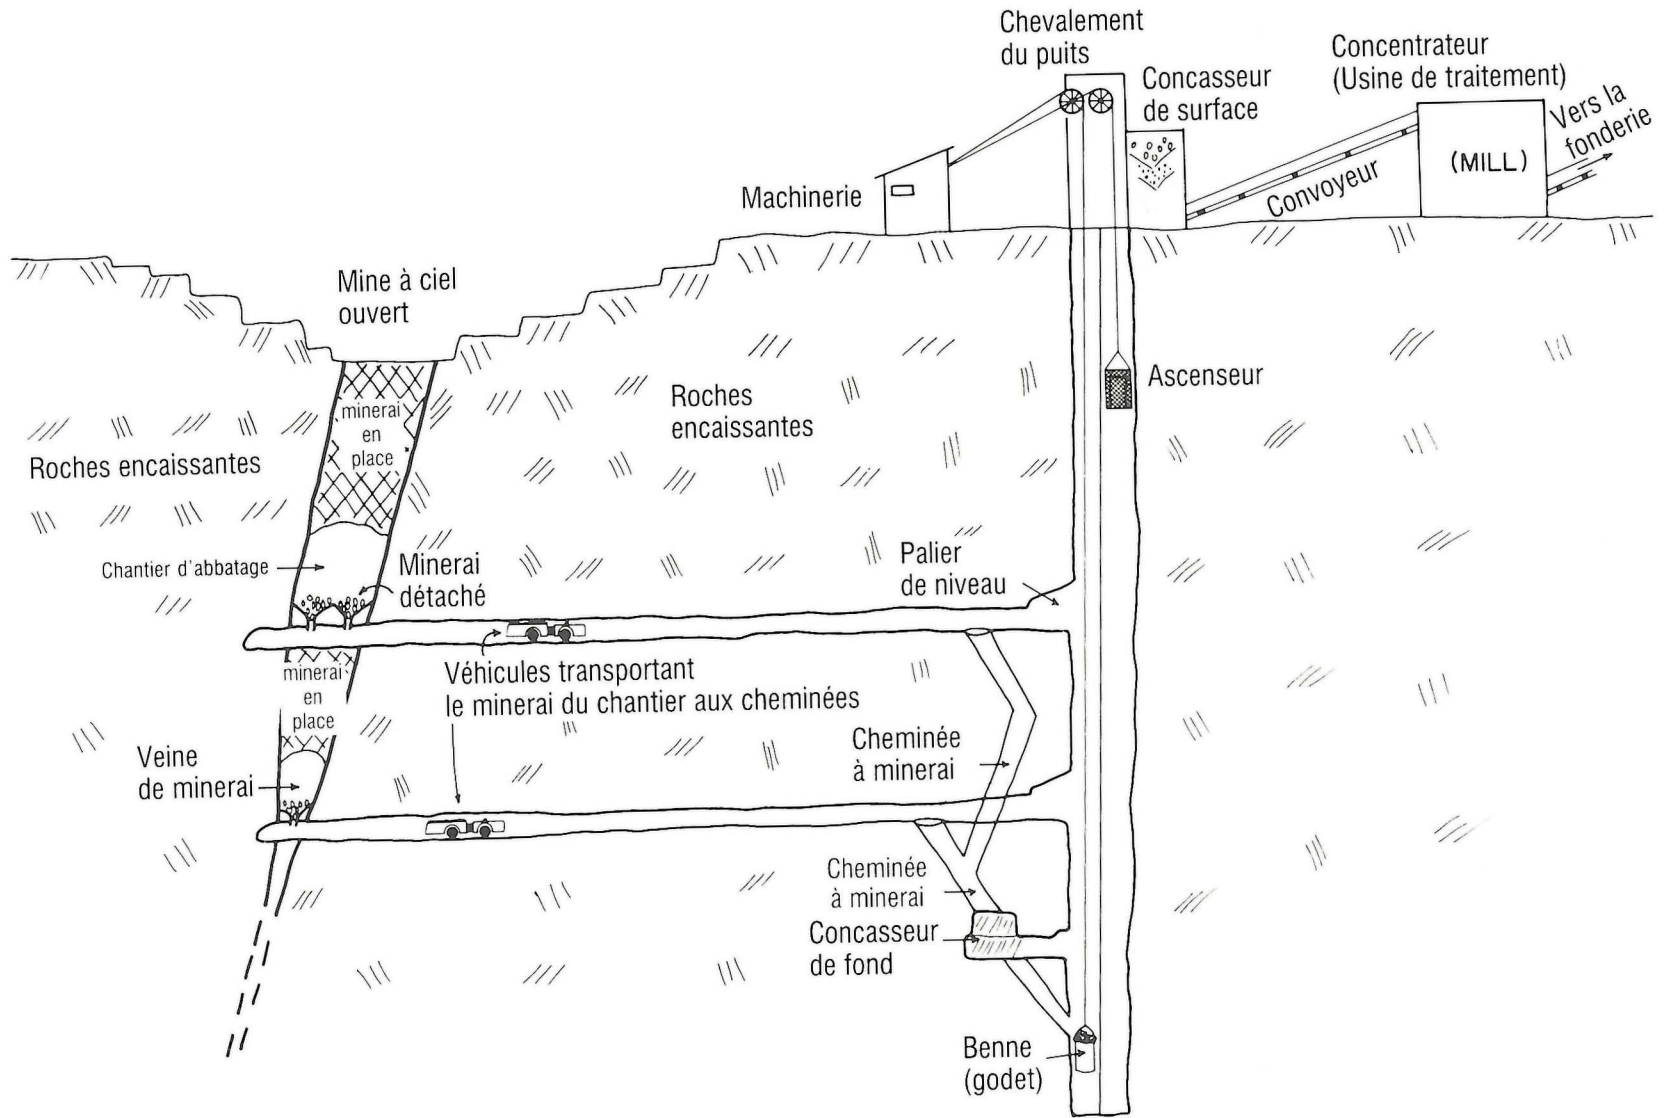 Chevalement
du puits
Concasseur
de surface
Concentrateur
(Usine de traitement)
Vers la
fonderie
(MILL)
Convoyeur
Machinerie
Mine à ciel
ouvert
Ascenseur
minerai
en
place
Roches
encaissantes
Roches encaissantes
Chantier d'abbatage
Minerai
détaché
Palier
de niveau
minerai
en
place
Véhicules transportant
le minerai du chantier aux cheminées
Veine
de minerai
Cheminée
à minerai
Cheminée
à minerai
Concasseur
de fond
Benne
(godet)